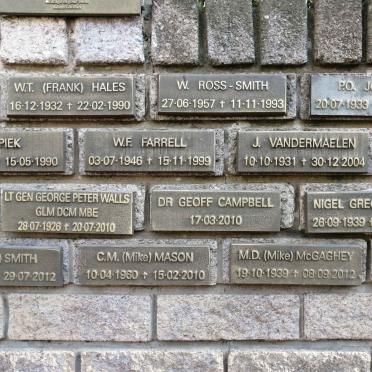 W.T. (FRANK) HALES
16·12·1932 † 22·02·1990
W. ROSS-SMITH
27·06·1957 † 11·11·1993
P.O.
20·07·1939
PIEK
15·05·1990
W.F. FARRELL
03·07·1946 † 15·11·1999
J. VANDERMAELEN
10·10·1931 † 30·12·2004
LT GEN GEORGE PETER WALLS
GLM DCM MBE
28·07·1926 † 20·07·2010
DR GEOFF CAMPBELL
17·03·2010
NIGEL GRE
26·09·1939 †
SMITH
29·07·2012
C.M. (Mike) MASON
10·04·1960 † 15·02·2010
M.D. (Mike) McGAGHEY
19·10·1939 † 08·09·2012